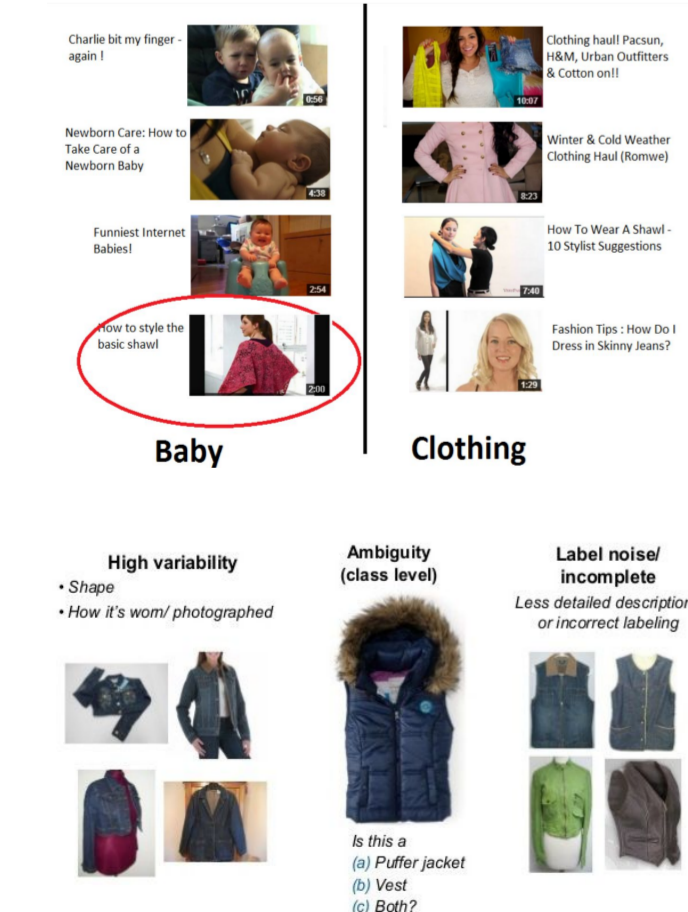 Charlie bit my finger -
again !
0:56
Newborn Care: How to
Take Care of a
Newborn Baby
4:38
Funniest Internet
Babies!
2:54
How to style the
basic shawl
2:00
Baby
Clothing haul! Pacsun,
H&M, Urban Outfitters
& Cotton on!!
10:07
Winter & Cold Weather
Clothing Haul (Romwe)
8:23
How To Wear A Shawl -
10 Stylist Suggestions
7:40
Fashion Tips : How Do I
Dress in Skinny Jeans?
1:29
Clothing
High variability
• Shape
• How it's worn/ photographed
Ambiguity
(class level)
Is this a
(a) Puffer jacket
(b) Vest
(c) Both?
Label noise/
incomplete
Less detailed description
or incorrect labeling